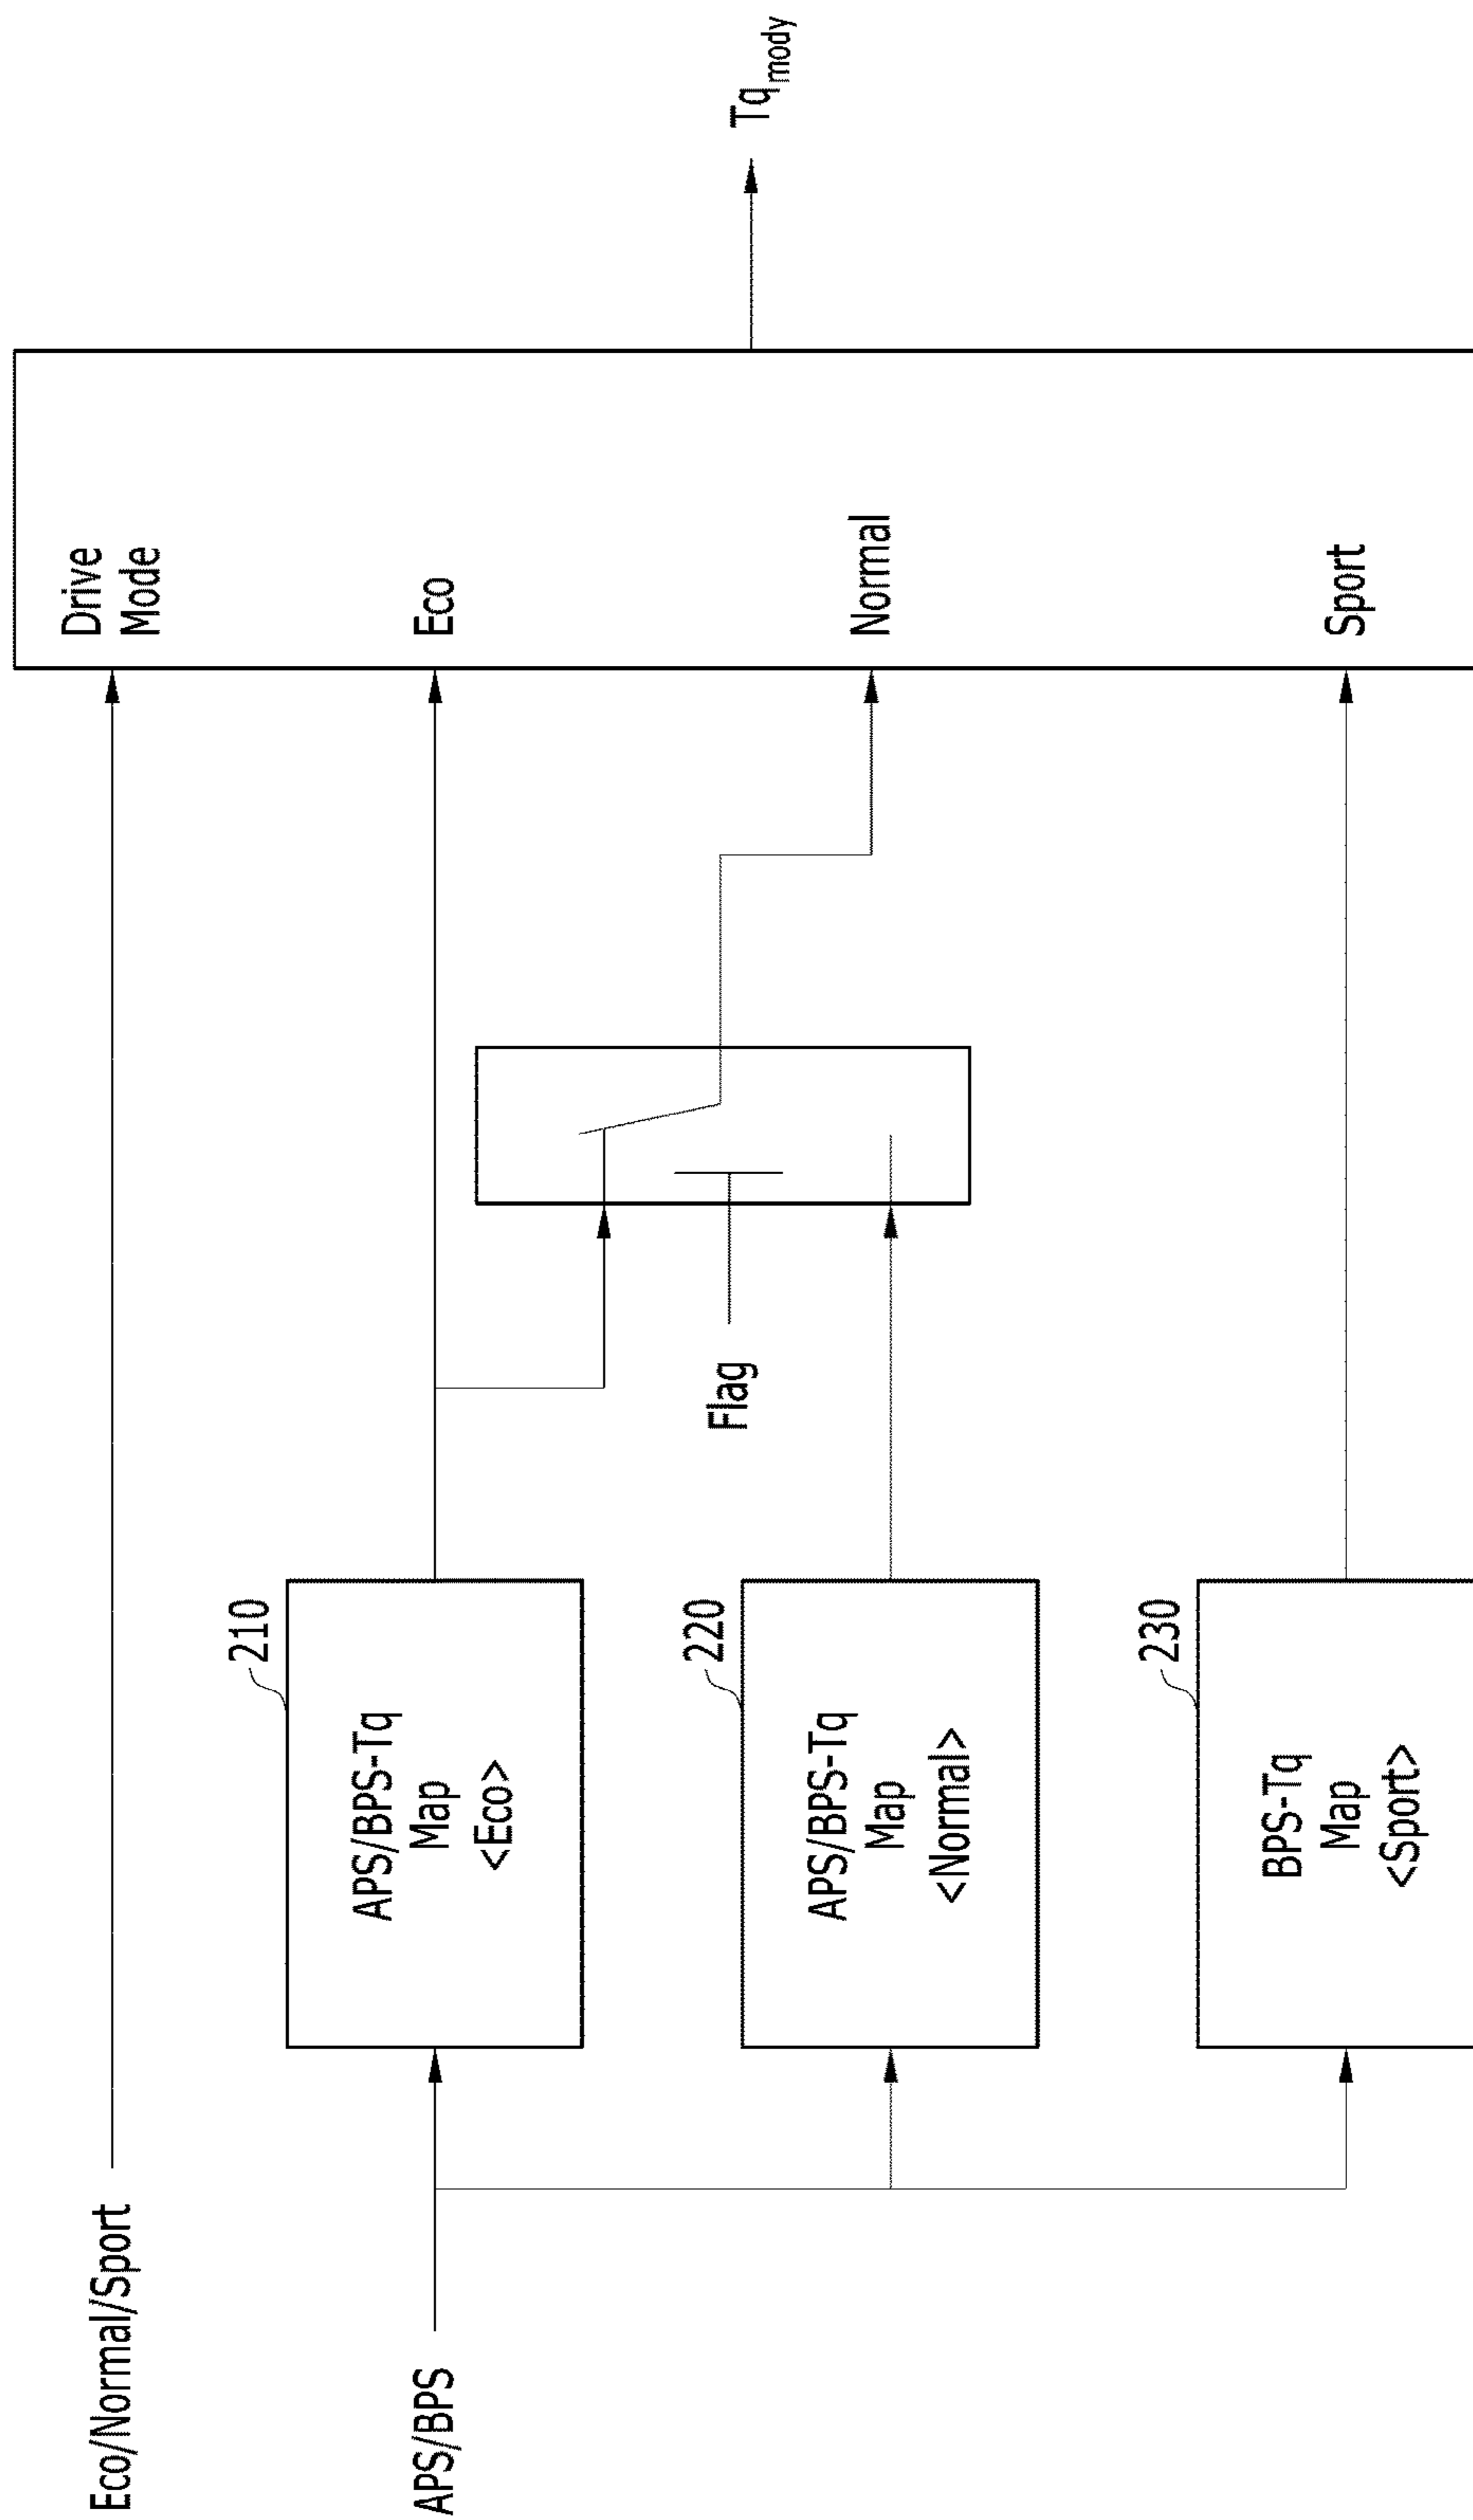 Eco/Normal/Sport
Drive
Mode
APS/BPS
210
APS/BPS-Tq
Map
<Eco>
Eco
Flag
220
APS/BPS-Tq
Map
<Normal>
Normal
230
BPS-Tq
Map
<Sport>
Sport
Tqmody